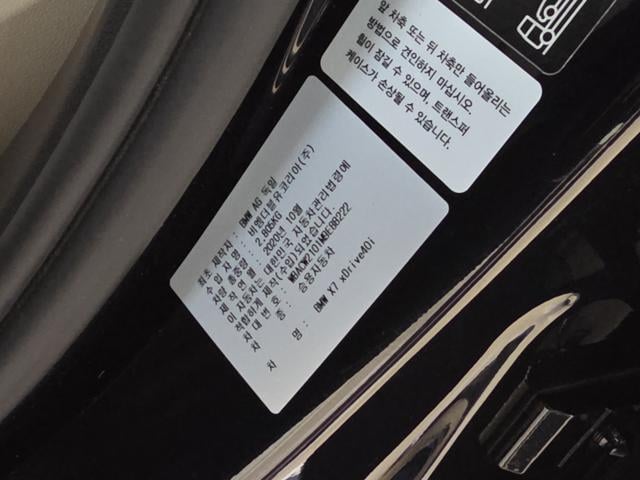 앞 차축 또는 뒤 차축만 들어올리는
방법으로 견인하지 마십시오.
휠이 잠길 수 있으며, 트랜스퍼
케이스가 손상될 수 있습니다.
최초 제작자 : BMW AG 독일
수입 자 명 : 비엠더블유코리아(주)
차량 총중량 : 2,805KG
제작 연월 : 2020년 10월
이 자동차는 대한민국 자동차관리법령에
적합하게 제작(수입)되었습니다.
차 대 번 호 : WBACW2101M9E88222
차 종 : 승용자동차
차 명 : BMW X7 xDrive40i